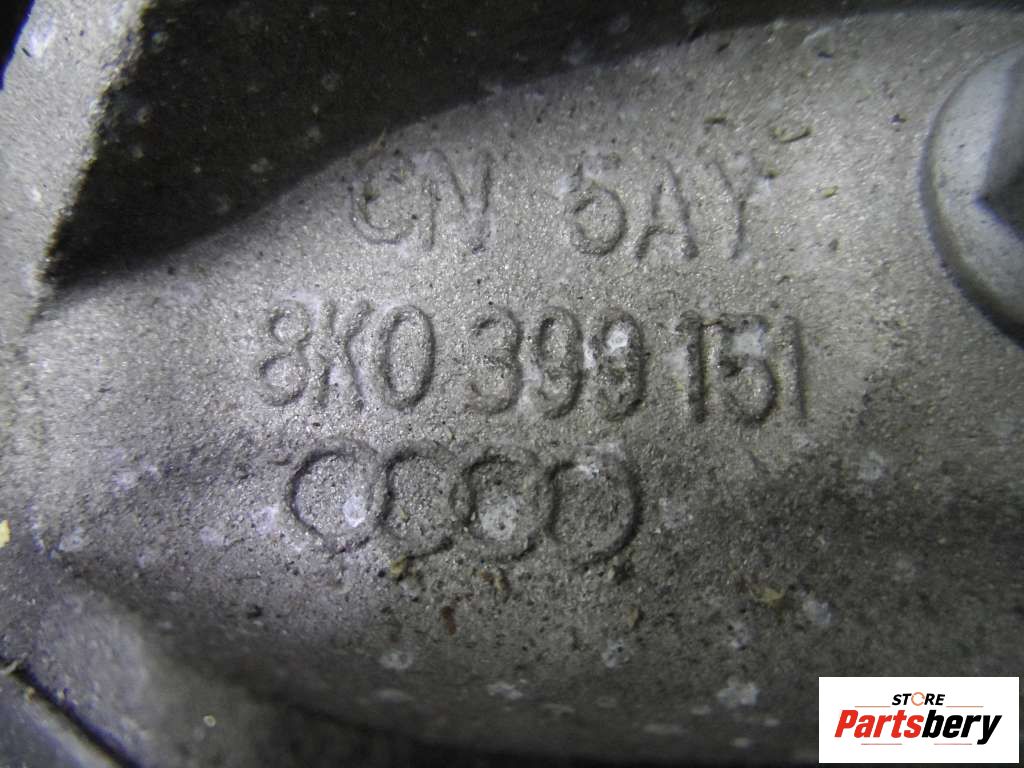 CN 5AY
8K0 399 151
STORE
Partsbery